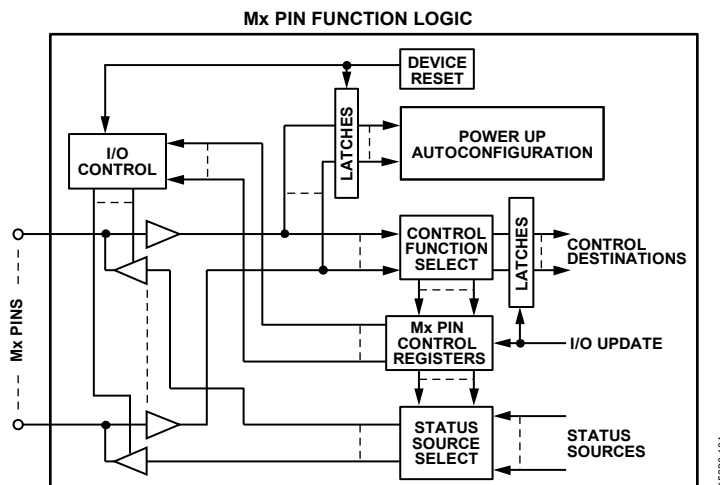 Mx PIN FUNCTION LOGIC
DEVICE
RESET
LATCHES
POWER UP
AUTOCONFIGURATION
I/O
CONTROL
CONTROL
FUNCTION
SELECT
LATCHES
CONTROL
DESTINATIONS
Mx PINS
Mx PIN
CONTROL
REGISTERS
I/O UPDATE
STATUS
SOURCE
SELECT
STATUS
SOURCES